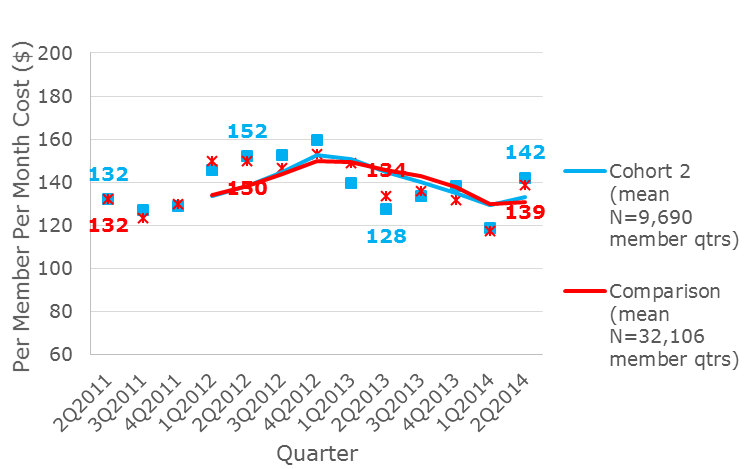 Per Member Per Month Cost ($)
200
180
160
140
120
100
80
60
132
132
152
150
134
128
142
139
2Q2011
3Q2011
4Q2011
1Q2012
2Q2012
3Q2012
4Q2012
1Q2013
2Q2013
3Q2013
4Q2013
1Q2014
2Q2014
Quarter
Cohort 2
(mean
N=9,690
member qtrs)
Comparison
(mean
N=32,106
member qtrs)